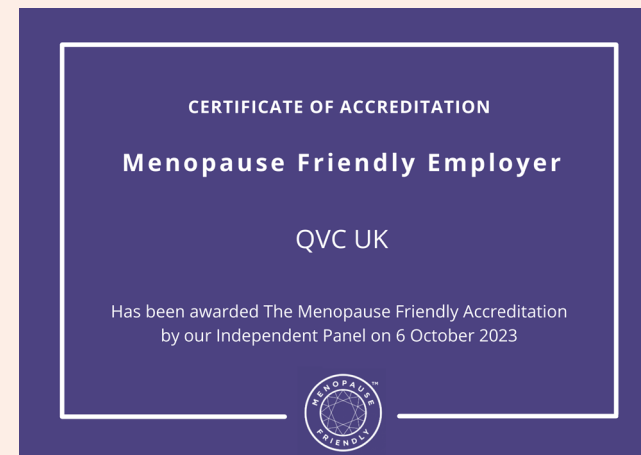 CERTIFICATE OF ACCREDITATION
Menopause Friendly Employer
QVC UK
Has been awarded The Menopause Friendly Accreditation
by our Independent Panel on 6 October 2023
MENOPAUSE
FRIENDLY
TM